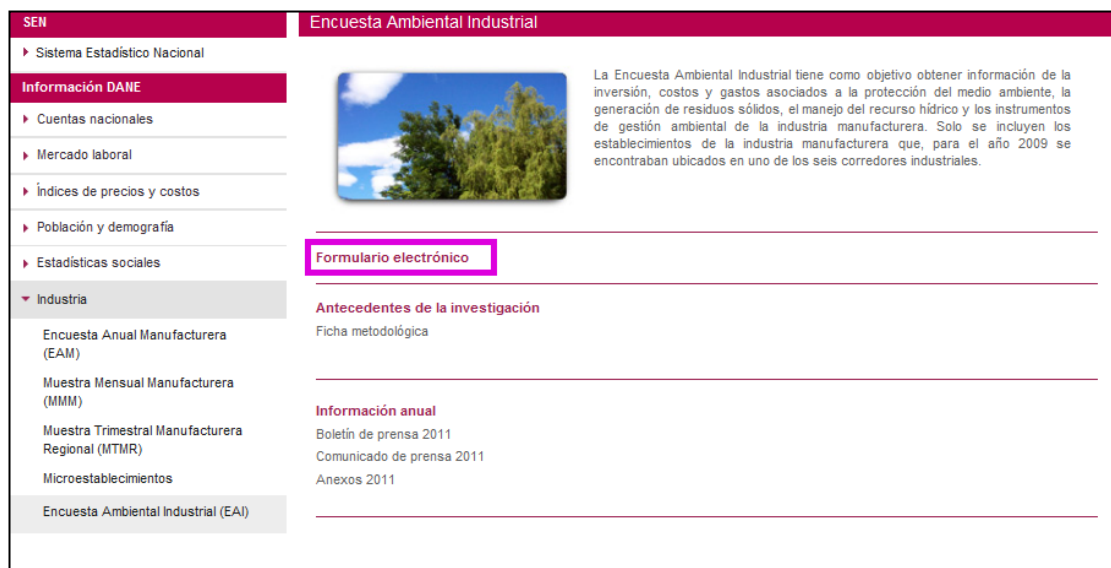 SEN
Sistema Estadístico Nacional
Información DANE
Cuentas nacionales
Mercado laboral
Índices de precios y costos
Población y demografía
Estadísticas sociales
Industria
Encuesta Anual Manufacturera
(EAM)
Muestra Mensual Manufacturera
(MMM)
Muestra Trimestral Manufacturera
Regional (MTMR)
Microestablecimientos
Encuesta Ambiental Industrial (EAI)
Encuesta Ambiental Industrial
La Encuesta Ambiental Industrial tiene como objetivo obtener información de la
inversión, costos y gastos asociados a la protección del medio ambiente, la
generación de residuos sólidos, el manejo del recurso hídrico y los instrumentos
de gestión ambiental de la industria manufacturera. Solo se incluyen los
establecimientos de la industria manufacturera que, para el año 2009 se
encontraban ubicados en uno de los seis corredores industriales.
Formulario electrónico
Antecedentes de la investigación
Ficha metodológica
Información anual
Boletín de prensa 2011
Comunicado de prensa 2011
Anexos 2011